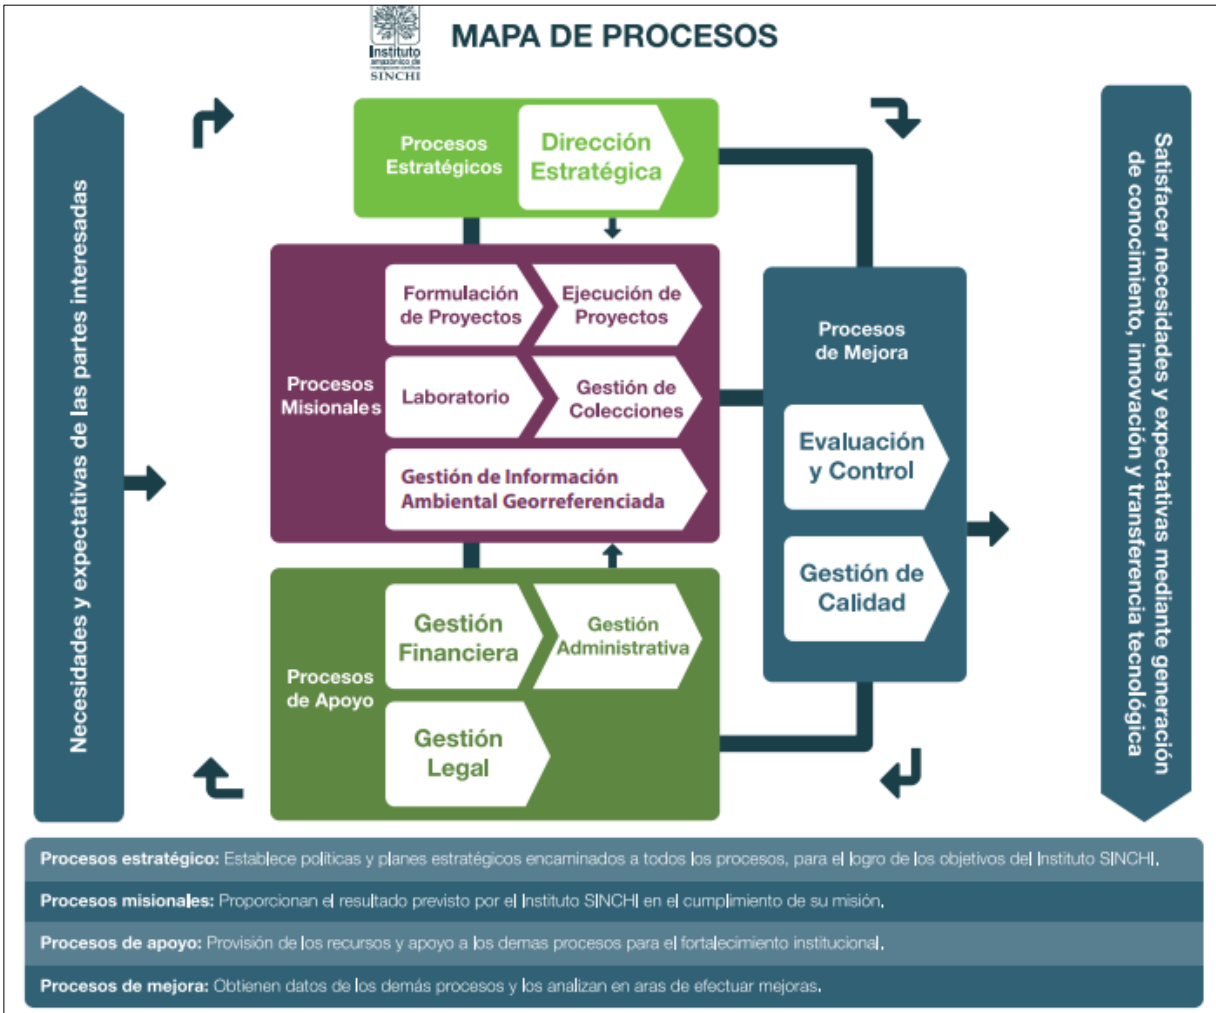 Instituto
amazónico de
investigaciones científicas
SINCHI
MAPA DE PROCESOS
Necesidades y expectativas de las partes interesadas
Procesos
Estratégicos
Dirección
Estratégica
Procesos
Misionales
Formulación
de Proyectos
Ejecución de
Proyectos
Laboratorio
Gestión de
Colecciones
Gestión de Información
Ambiental Georreferenciada
Procesos
de Apoyo
Gestión
Financiera
Gestión
Administrativa
Gestión
Legal
Procesos
de Mejora
Evaluación
y Control
Gestión de
Calidad
Satisfacer necesidades y expectativas mediante generación
de conocimiento, innovación y transferencia tecnológica
Procesos estratégico: Establece políticas y planes estratégicos encaminados a todos los procesos, para el logro de los objetivos del Instituto SINCHI.
Procesos misionales: Proporcionan el resultado previsto por el Instituto SINCHI en el cumplimiento de su misión.
Procesos de apoyo: Provisión de los recursos y apoyo a los demas procesos para el fortalecimiento institucional.
Procesos de mejora: Obtienen datos de los demás procesos y los analizan en aras de efectuar mejoras.